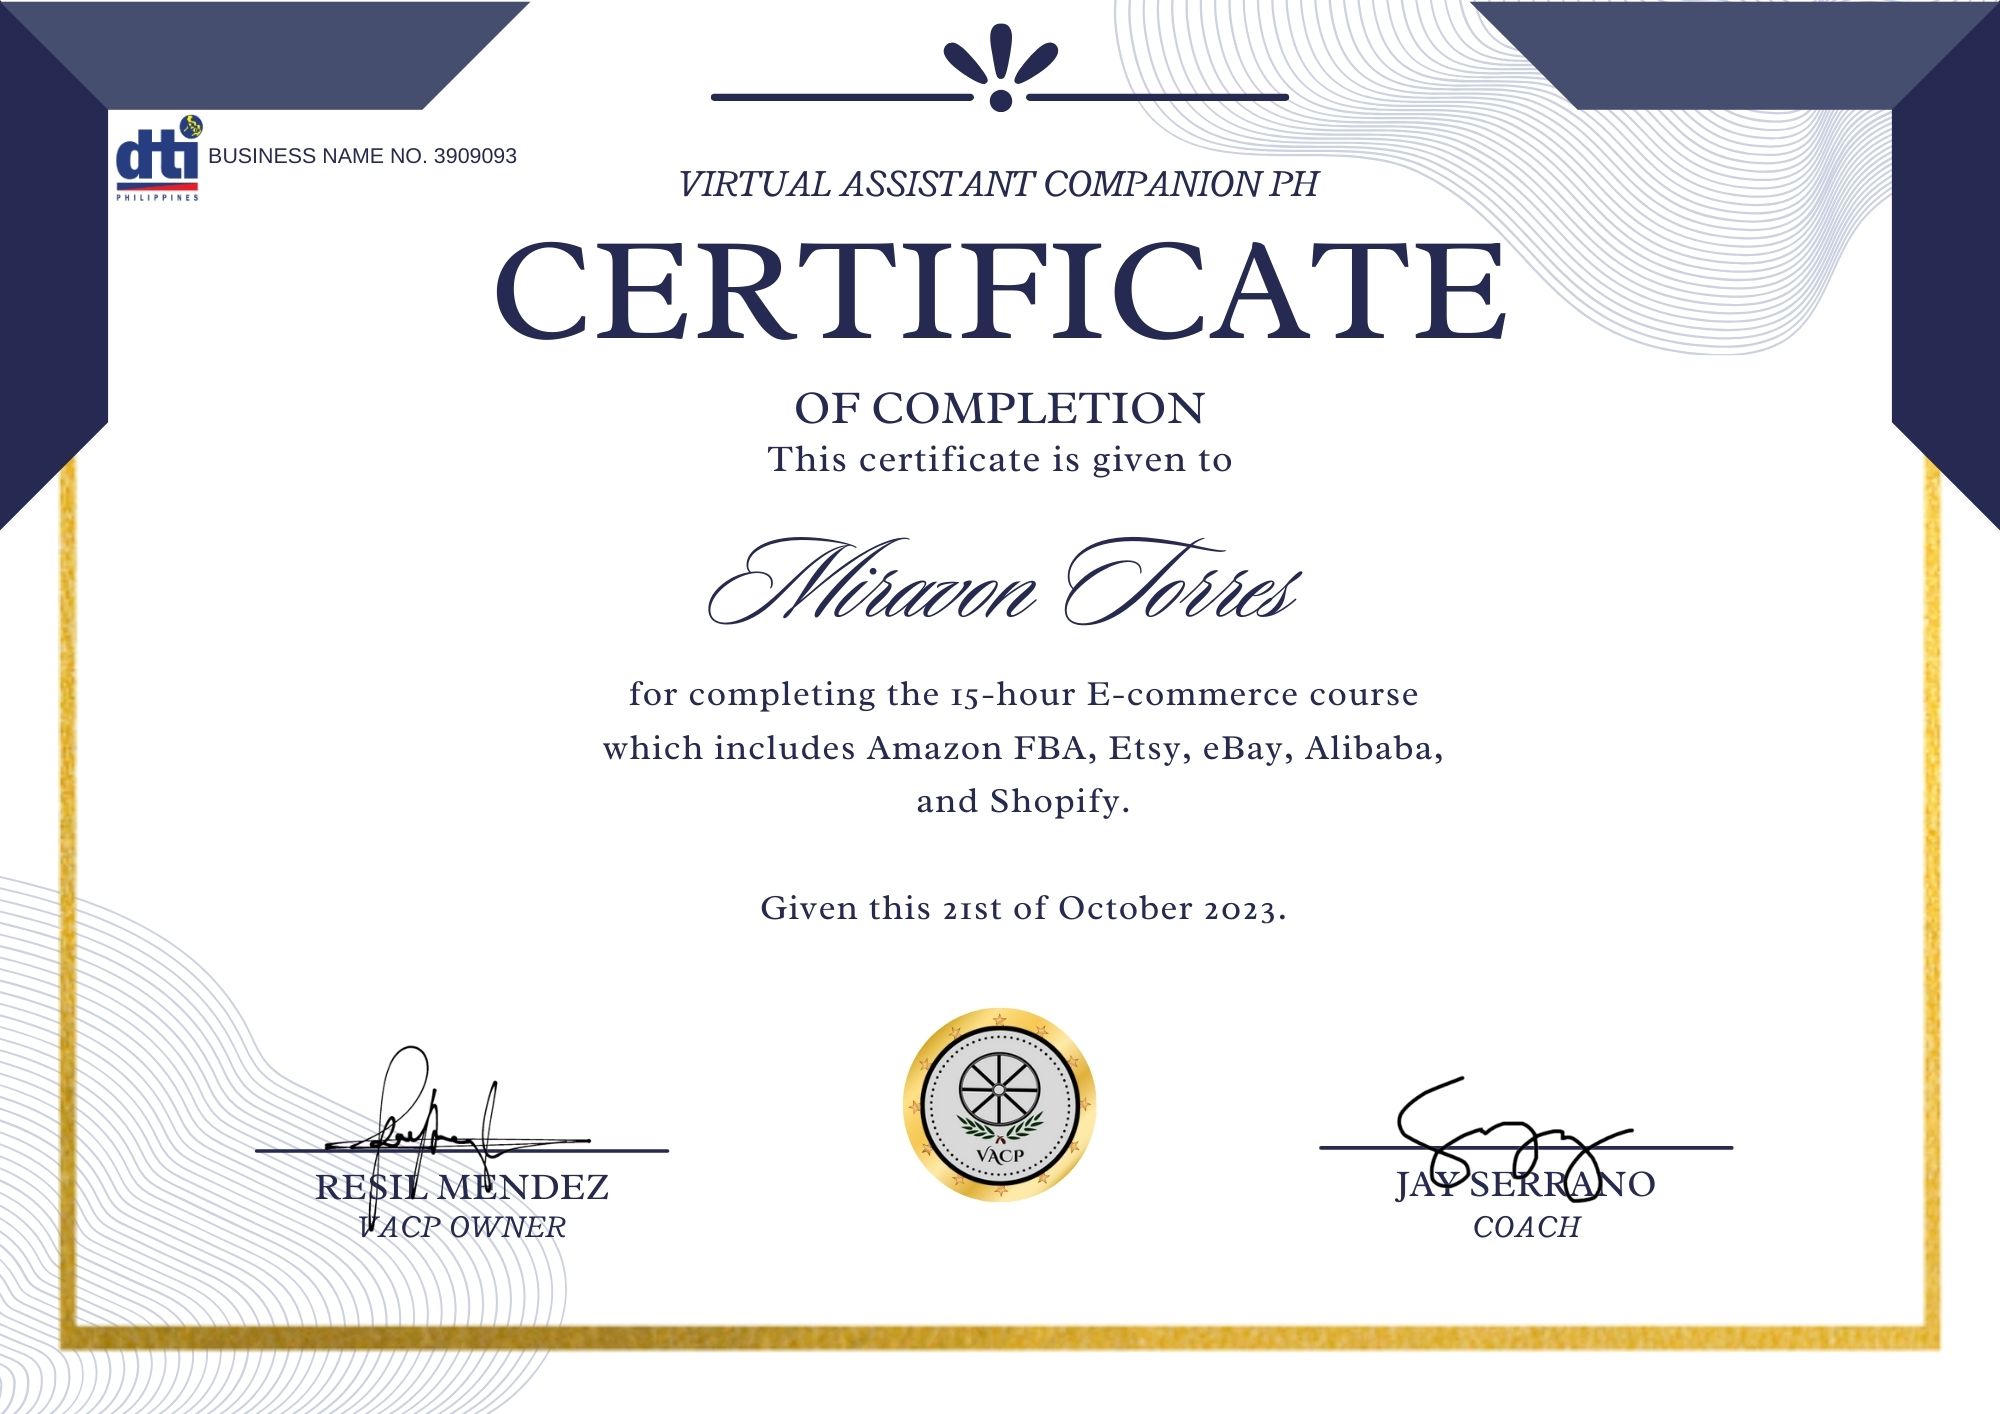 dti
PHILIPPINES
BUSINESS NAME NO. 3909093
VIRTUAL ASSISTANT COMPANION PH
CERTIFICATE
OF COMPLETION
This certificate is given to
Miravon Torres
for completing the 15-hour E-commerce course
which includes Amazon FBA, Etsy, eBay, Alibaba,
and Shopify.
Given this 21st of October 2023.
VACP
RESIL MENDEZ
VACP OWNER
JAY SERRANO
COACH